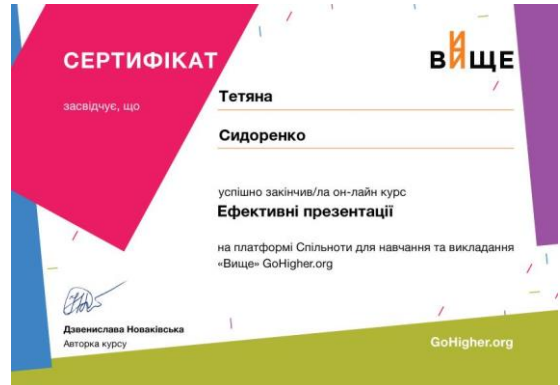 СЕРТИФІКАТ
ВИЩЕ
засвідчує, що
Тетяна
Сидоренко
успішно закінчив/ла он-лайн курс
Ефективні презентації
на платформі Спільноти для навчання та викладання
«Вище» GoHigher.org
Дзвенислава Новаківська
Авторка курсу
GoHigher.org